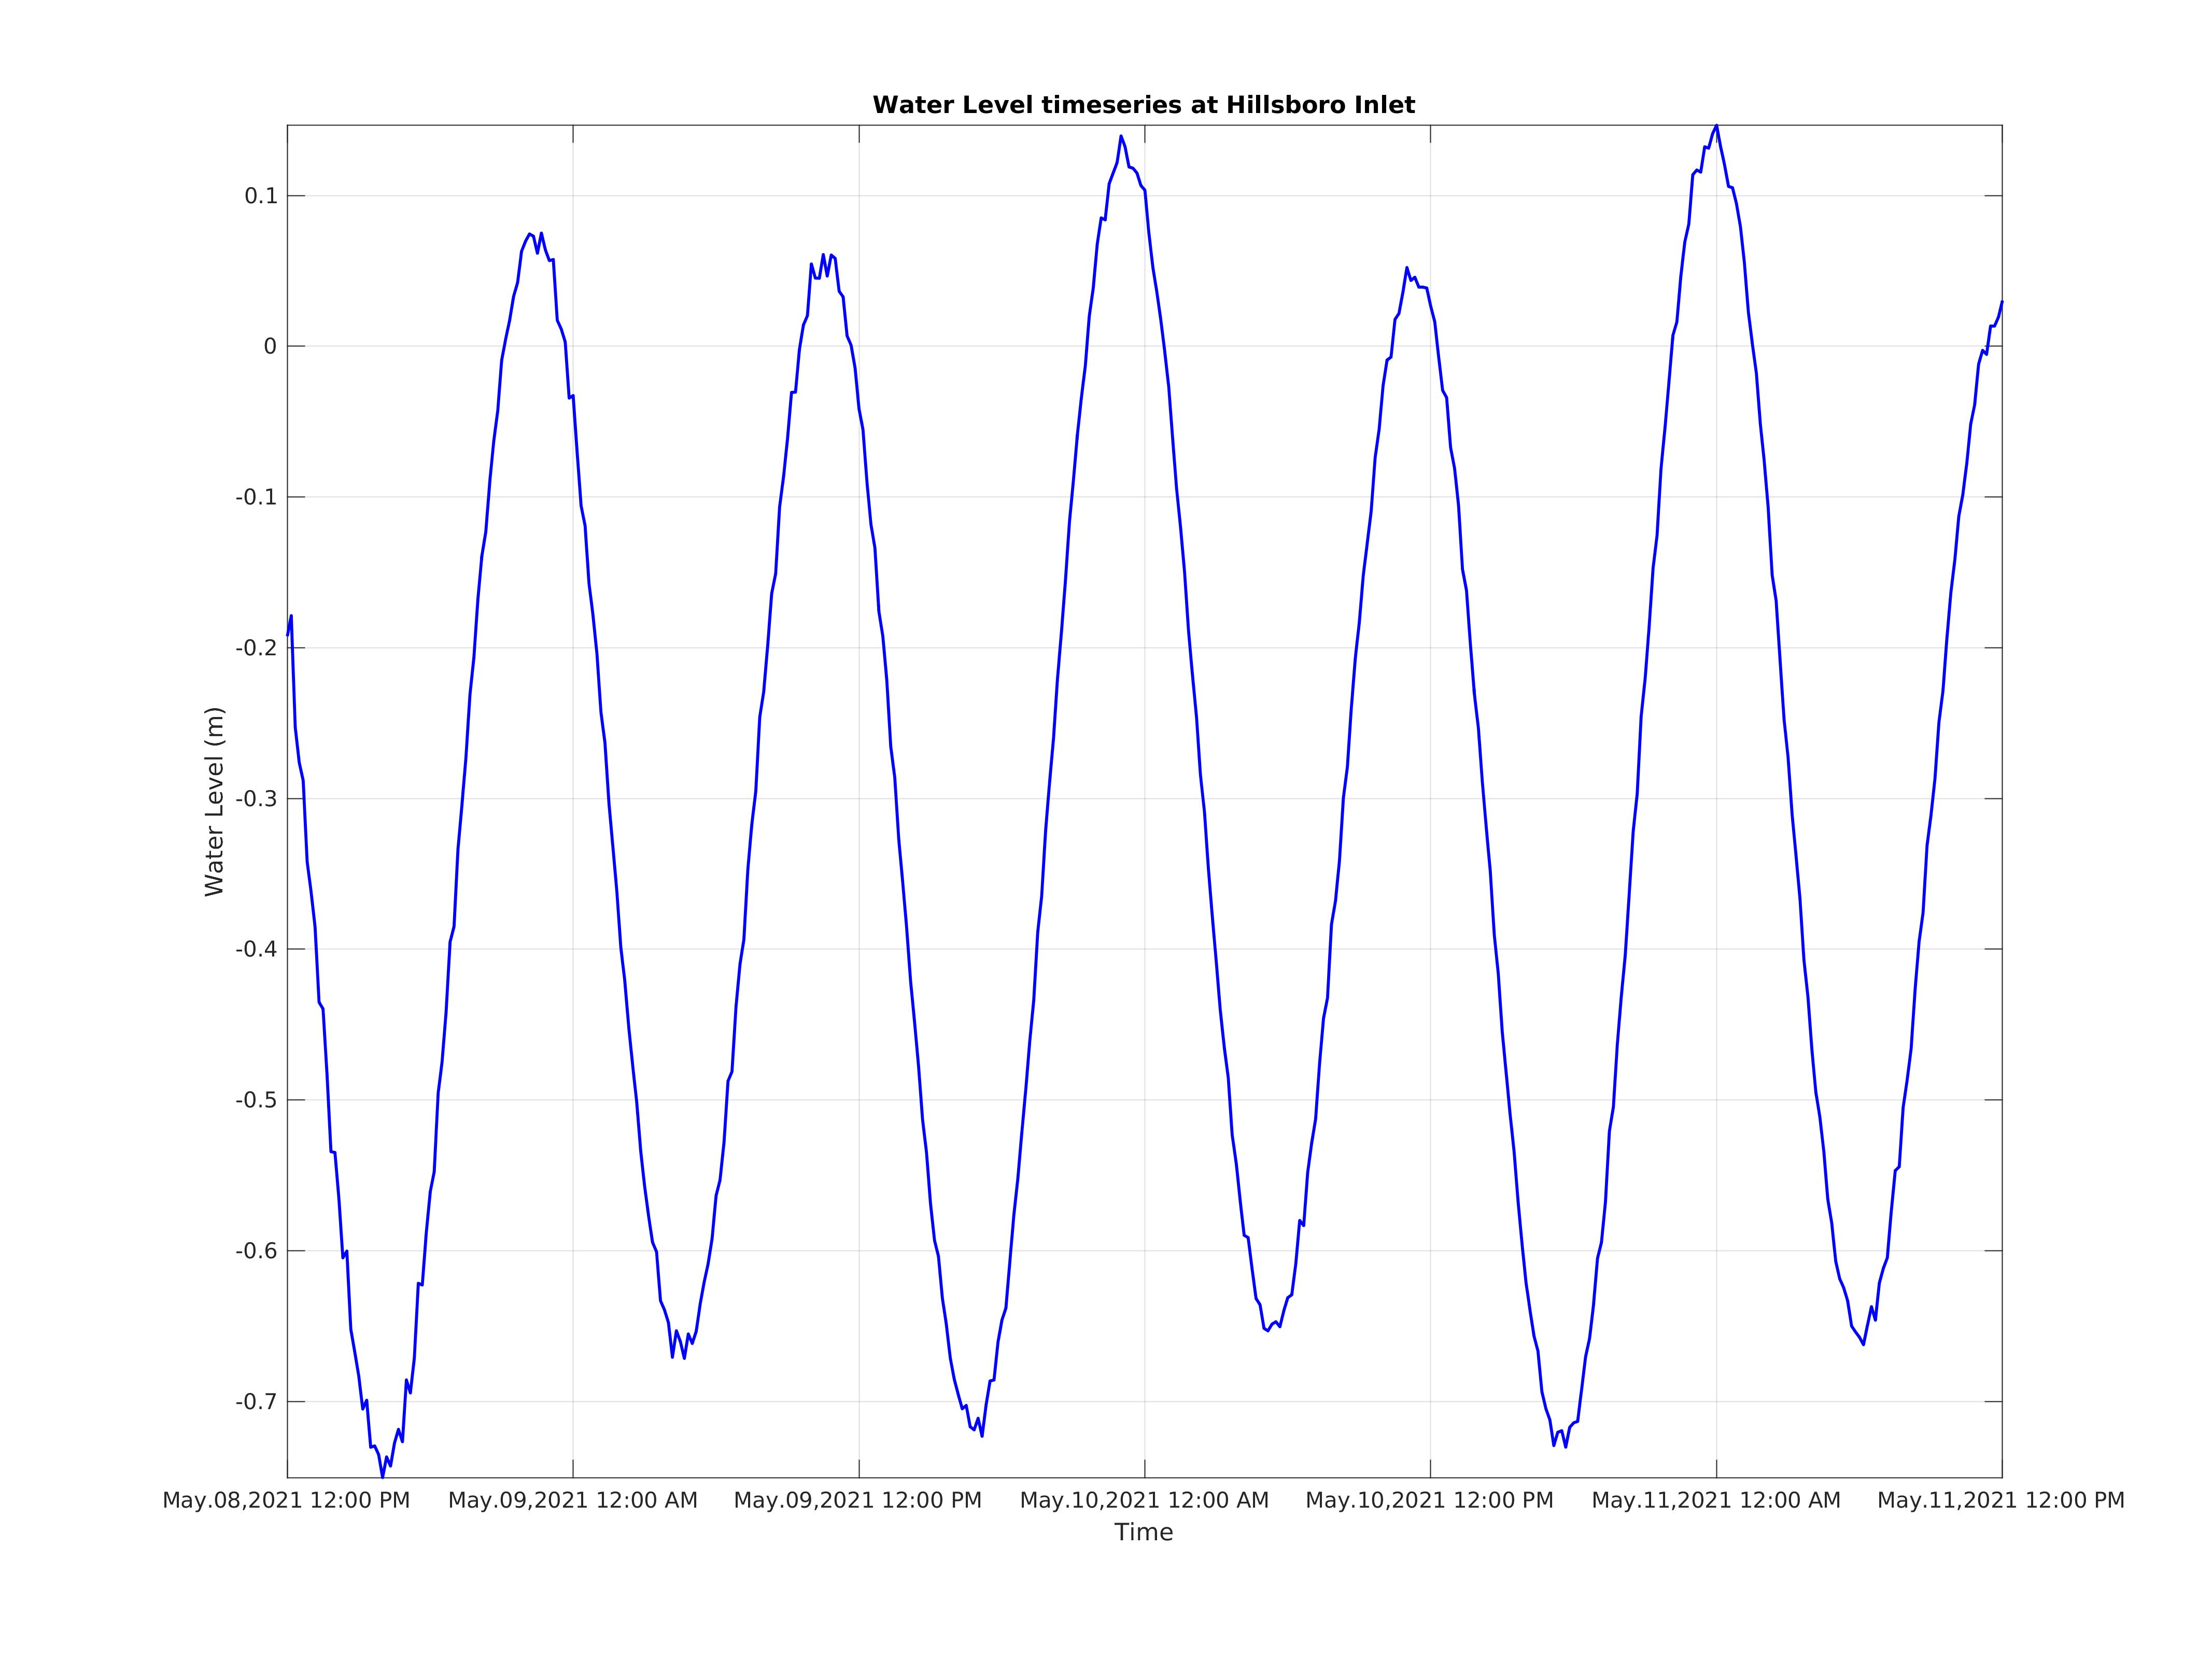 Water Level timeseries at Hillsboro Inlet
0.1
0
-0.1
-0.2
-0.3
-0.4
-0.5
-0.6
-0.7
Water Level (m)
May.08,2021 12:00 PM
May.09,2021 12:00 AM
May.09,2021 12:00 PM
May.10,2021 12:00 AM
May.10,2021 12:00 PM
May.11,2021 12:00 AM
May.11,2021 12:00 PM
Time